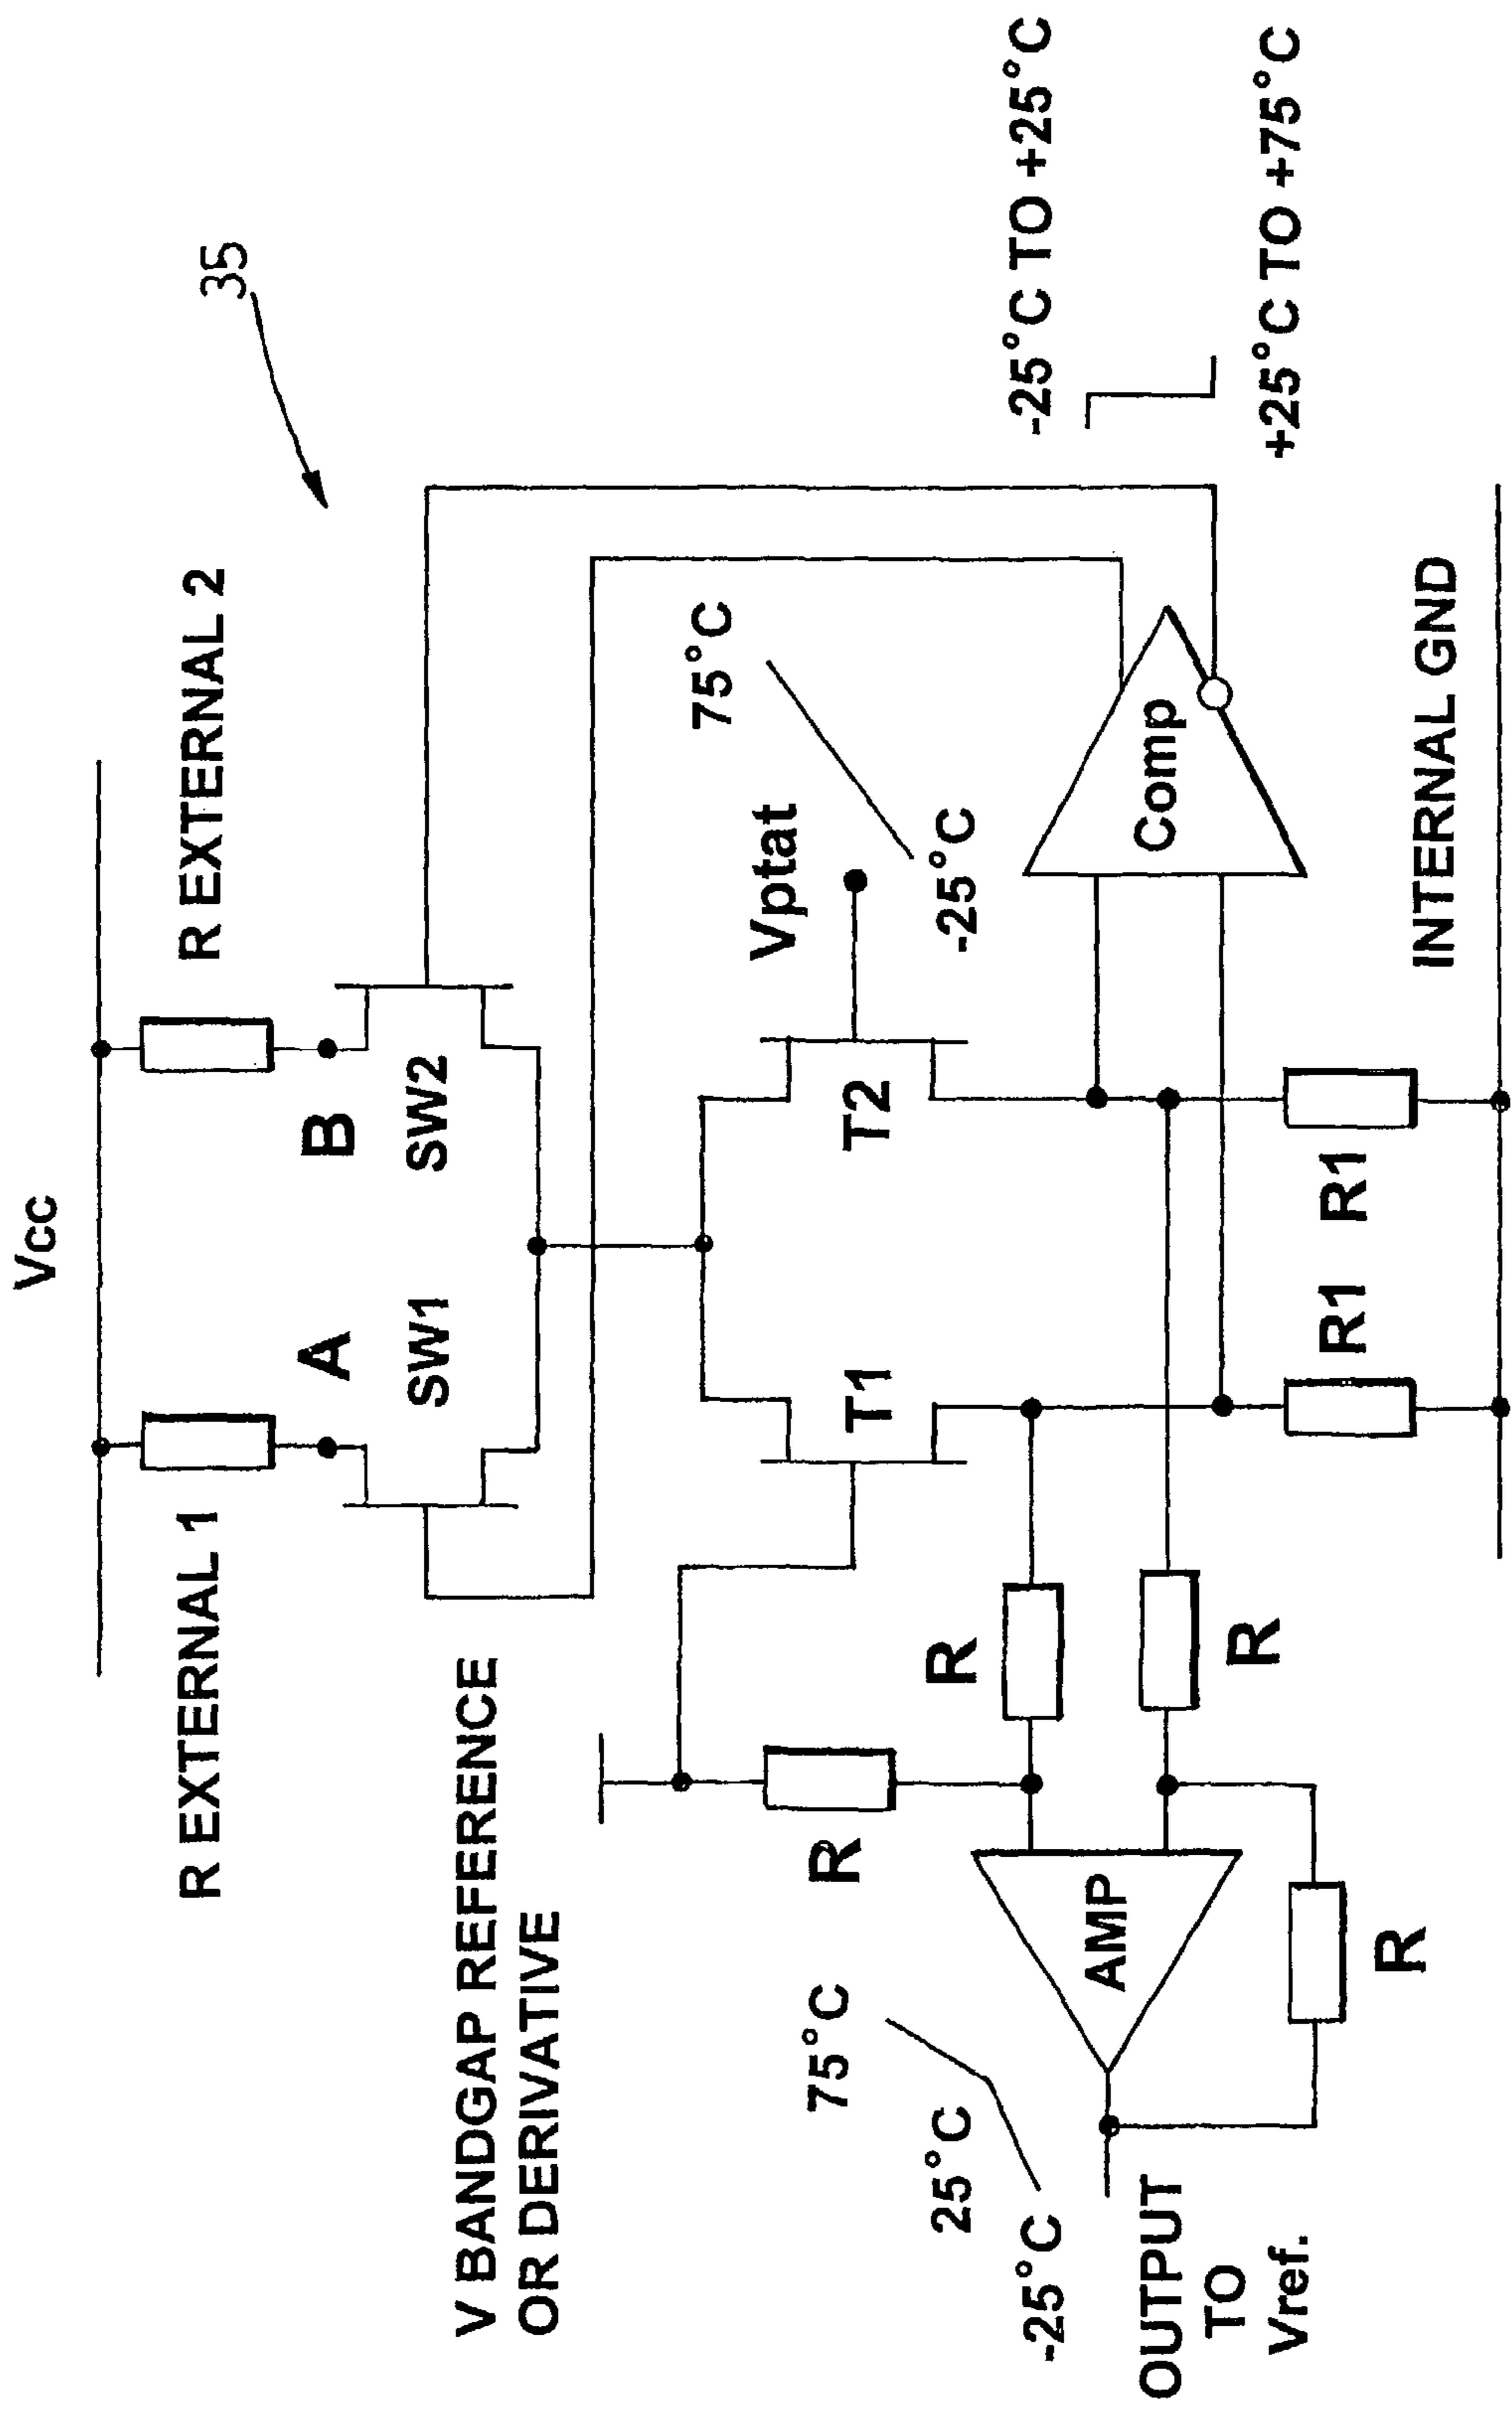 Vcc
35
R EXTERNAL 1
R EXTERNAL 2
A
B
SW1
SW2
V BANDGAP REFERENCE
OR DERIVATIVE
75°C
Vptat
-25°C
T1
T2
R
R
R
75°C
25°C
-25°C
AMP
R
Comp
OUTPUT
TO
Vref.
R1
R1
INTERNAL GND
-25°C TO +25°C
+25°C TO +75°C